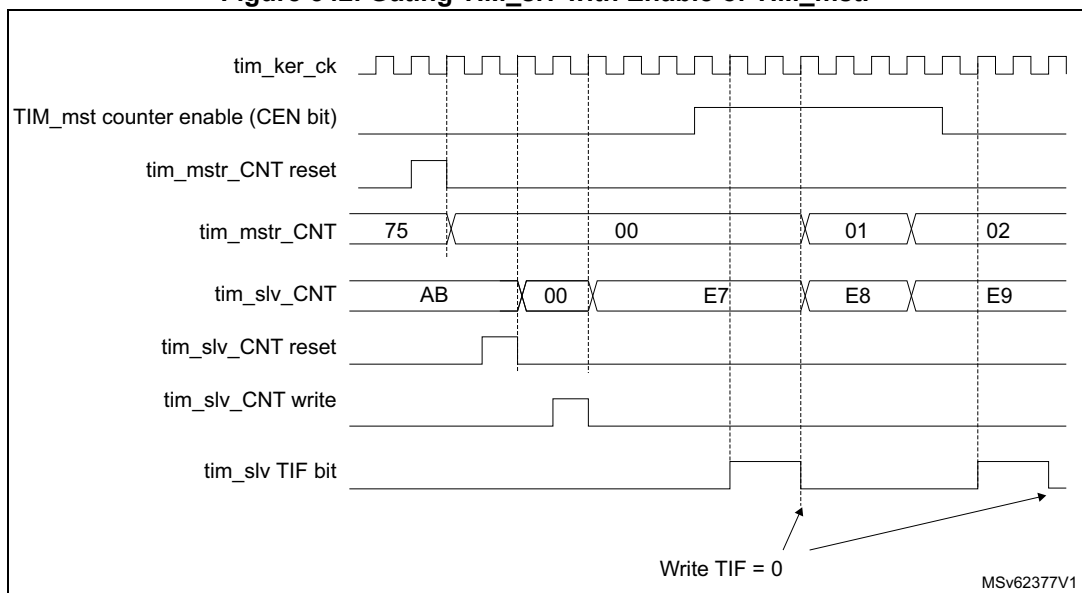 tim_ker_ck
TIM_mst counter enable (CEN bit)
tim_mstr_CNT reset
tim_mstr_CNT 75 00 01 02
tim_slv_CNT AB 00 E7 E8 E9
tim_slv_CNT reset
tim_slv_CNT write
tim_slv TIF bit
Write TIF = 0
MSv62377V1